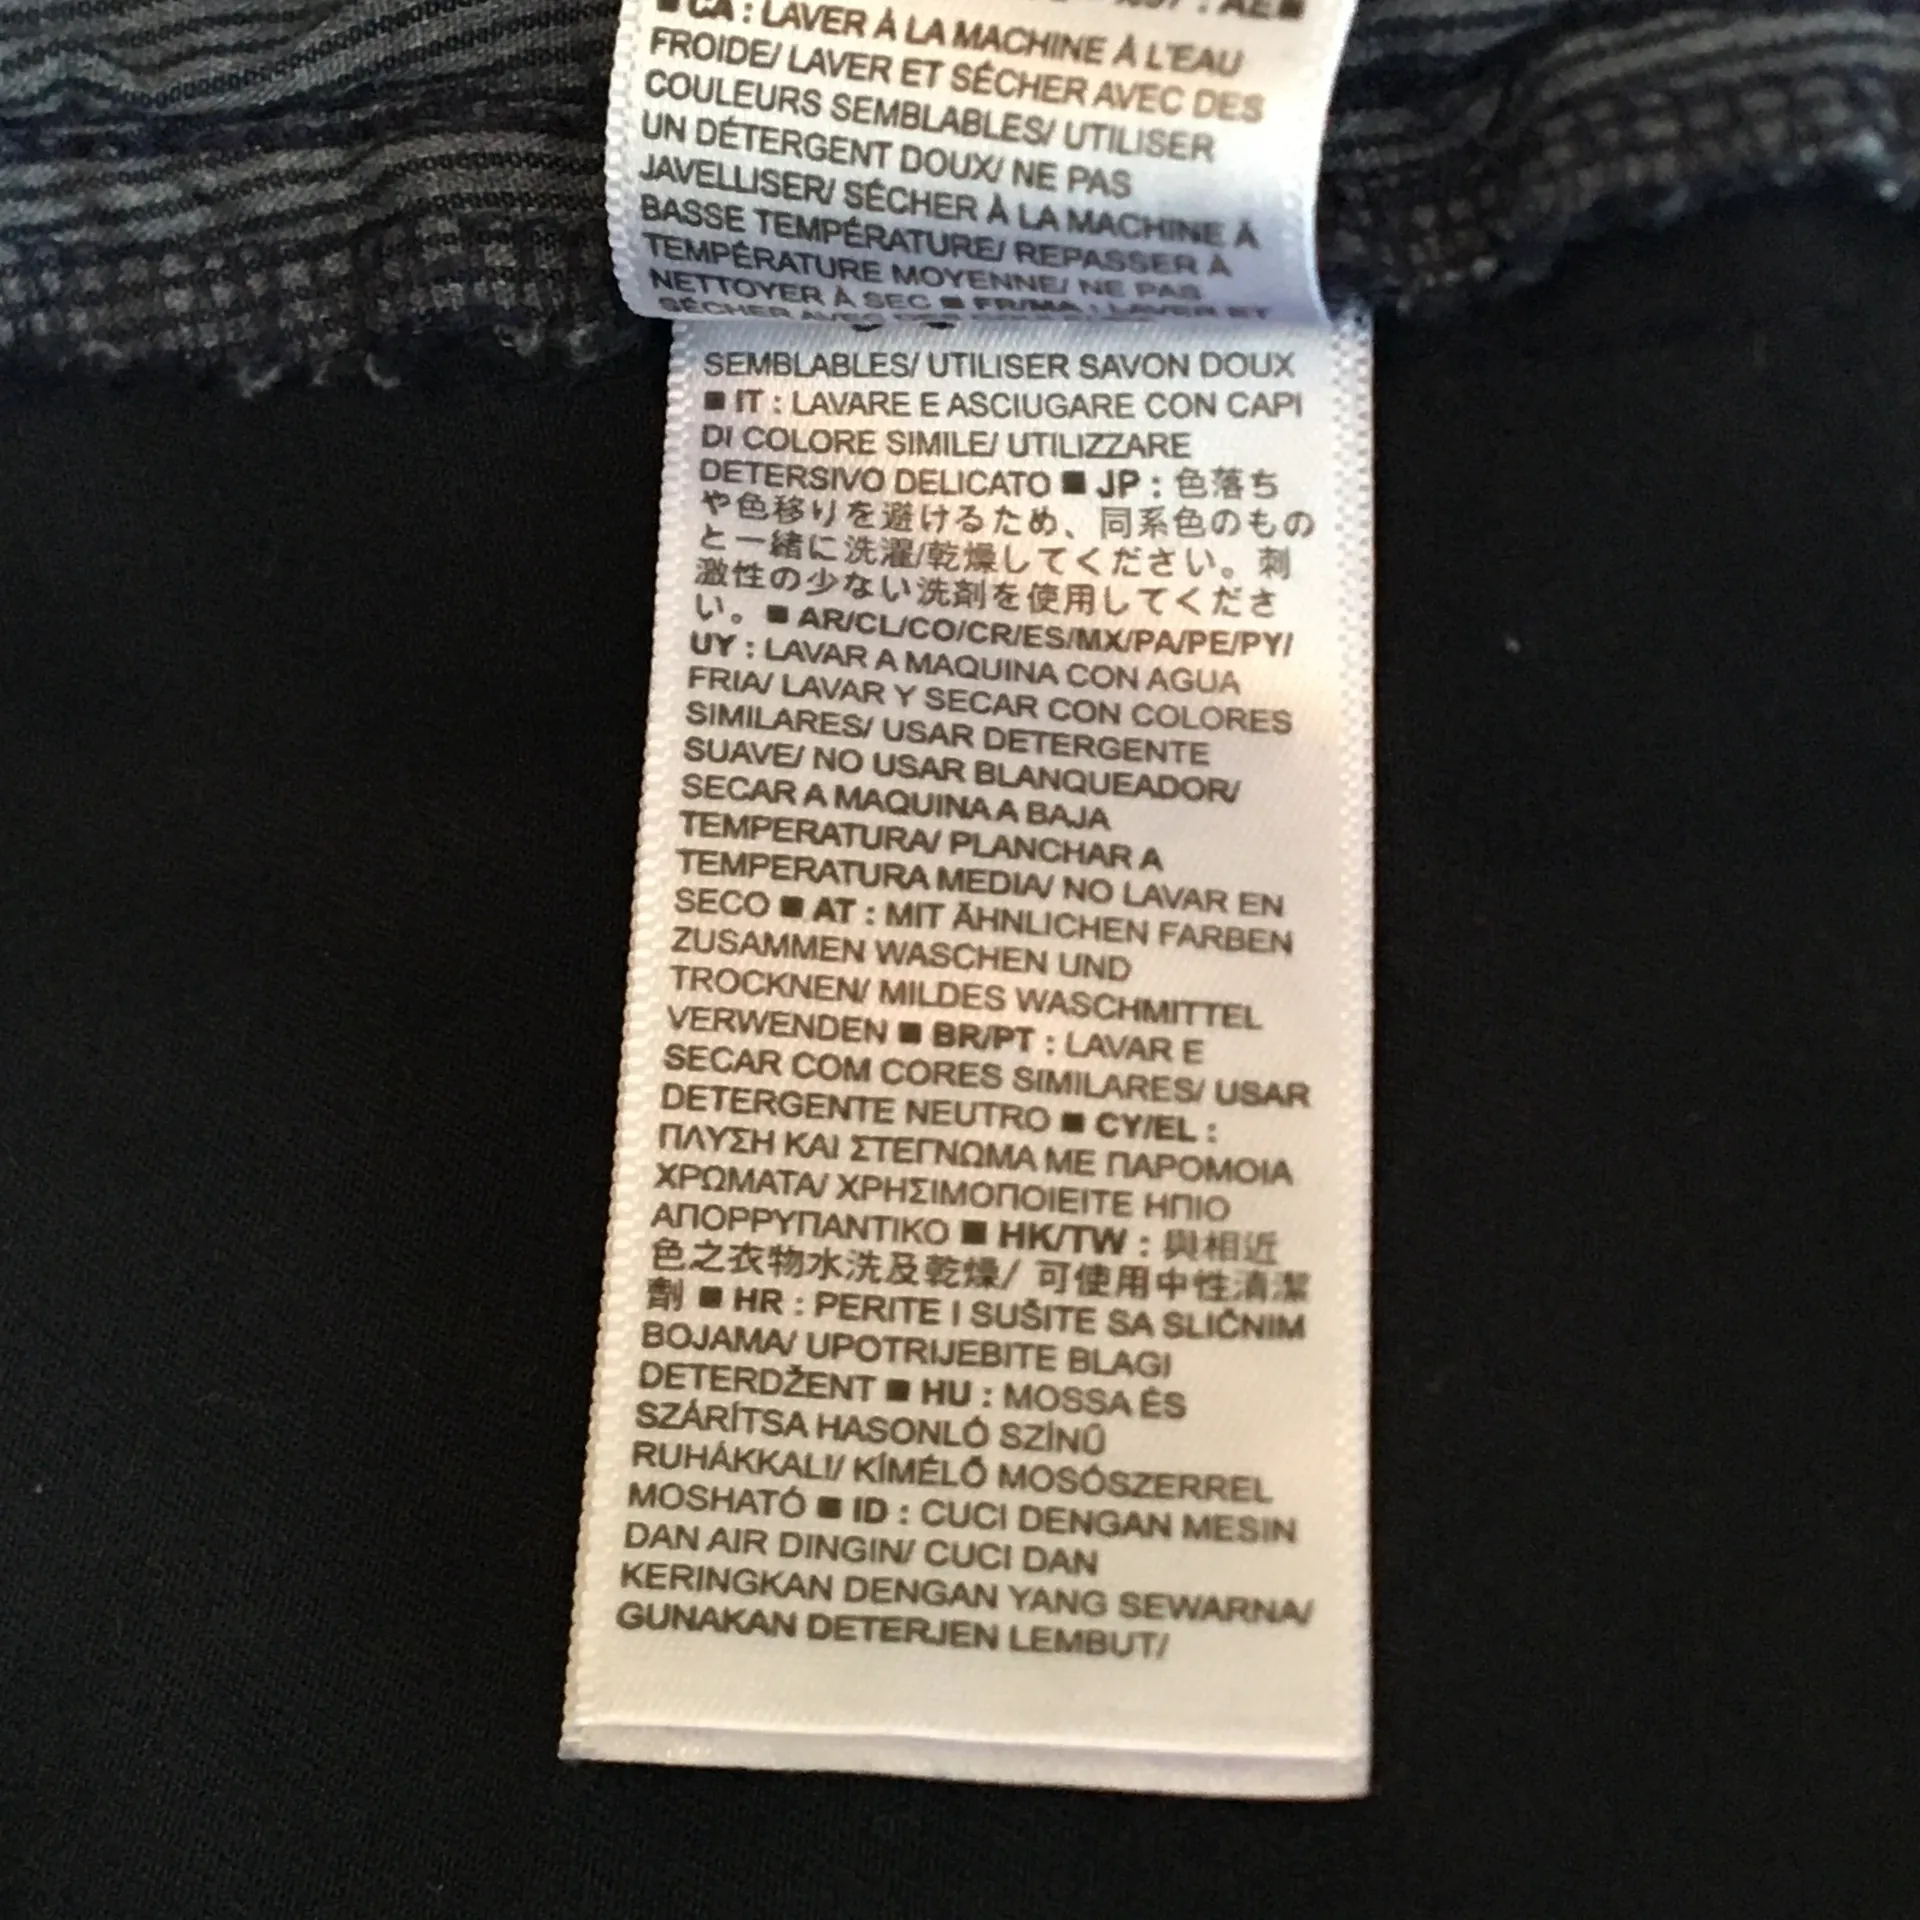 ■ CA : LAVER À LA MACHINE À L'EAU
FROIDE/ LAVER ET SÉCHER AVEC DES
COULEURS SEMBLABLES/ UTILISER
UN DÉTERGENT DOUX/ NE PAS
JAVELLISER/ SÉCHER À LA MACHINE À
BASSE TEMPÉRATURE/ REPASSER À
TEMPÉRATURE MOYENNE/ NE PAS
NETTOYER À SEC ■ FR/MA : LAVER ET
SÉCHER AVEC
SEMBLABLES/ UTILISER SAVON DOUX
■ IT : LAVARE E ASCIUGARE CON CAPI
DI COLORE SIMILE/ UTILIZZARE
DETERSIVO DELICATO ■ JP : 色落ち
や色移りを避けるため、同系色のもの
と一緒に洗濯/乾燥してください。刺
激性の少ない洗剤を使用してくださ
い。■ AR/CL/CO/CR/ES/MX/PA/PE/PY/
UY : LAVAR A MAQUINA CON AGUA
FRIA/ LAVAR Y SECAR CON COLORES
SIMILARES/ USAR DETERGENTE
SUAVE/ NO USAR BLANQUEADOR/
SECAR A MAQUINA A BAJA
TEMPERATURA/ PLANCHAR A
TEMPERATURA MEDIA/ NO LAVAR EN
SECO ■ AT : MIT ÄHNLICHEN FARBEN
ZUSAMMEN WASCHEN UND
TROCKNEN/ MILDES WASCHMITTEL
VERWENDEN ■ BR/PT : LAVAR E
SECAR COM CORES SIMILARES/ USAR
DETERGENTE NEUTRO ■ CY/EL :
ΠΛΥΣΗ ΚΑΙ ΣΤΕΓΝΩΜΑ ΜΕ ΠΑΡΟΜΟΙΑ
ΧΡΩΜΑΤΑ/ ΧΡΗΣΙΜΟΠΟΙΕΙΤΕ ΗΠΙΟ
ΑΠΟΡΡΥΠΑΝΤΙΚΟ ■ HK/TW : 與相近
色之衣物水洗及乾燥/ 可使用中性清潔
劑 ■ HR : PERITE I SUŠITE SA SLIČNIM
BOJAMA/ UPOTRIJEBITE BLAGI
DETERDŽENT ■ HU : MOSSA ÉS
SZÁRÍTSA HASONLÓ SZÍNŰ
RUHÁKKAL!/ KÍMÉLŐ MOSÓSZERREL
MOSHATÓ ■ ID : CUCI DENGAN MESIN
DAN AIR DINGIN/ CUCI DAN
KERINGKAN DENGAN YANG SEWARNA/
GUNAKAN DETERJEN LEMBUT/